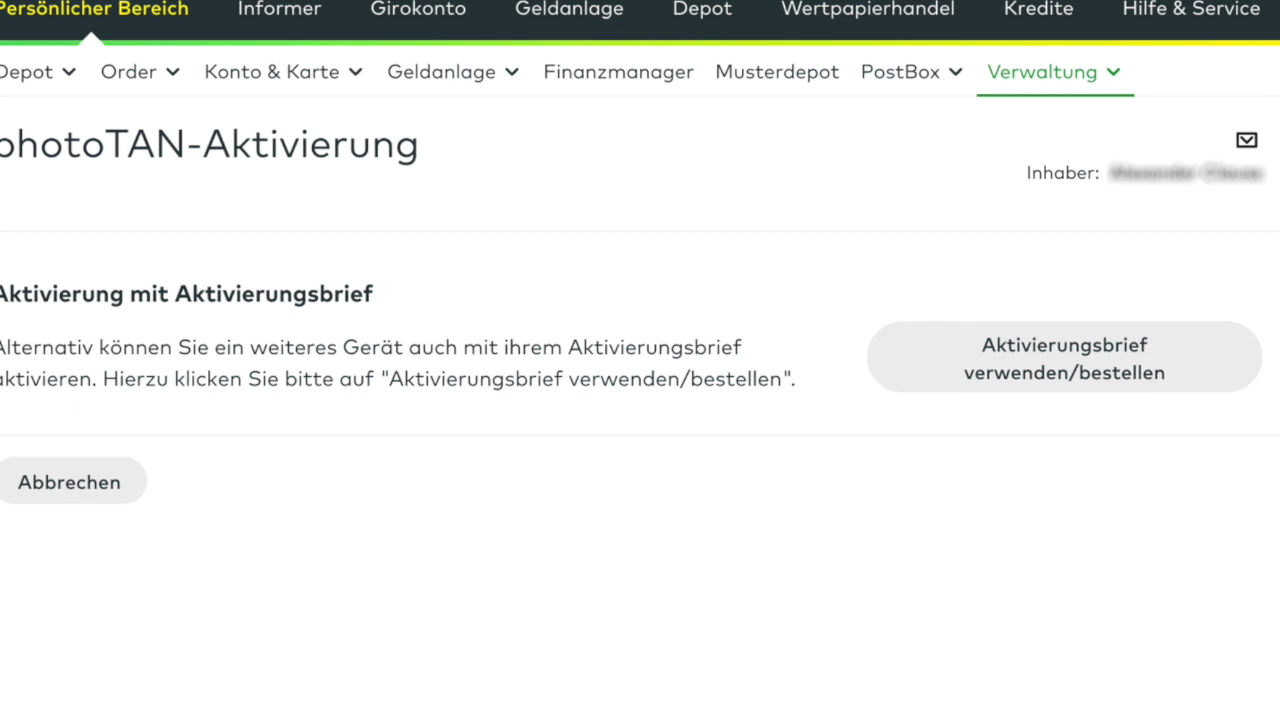 Persönlicher Bereich Informer Girokonto Geldanlage Depot Wertpapierhandel Kredite Hilfe & Service
Depot Order Konto & Karte Geldanlage Finanzmanager Musterdepot PostBox Verwaltung
photoTAN-Aktivierung
Inhaber:
Aktivierung mit Aktivierungsbrief
Alternativ können Sie ein weiteres Gerät auch mit ihrem Aktivierungsbrief
aktivieren. Hierzu klicken Sie bitte auf "Aktivierungsbrief verwenden/bestellen".
Aktivierungsbrief
verwenden/bestellen
Abbrechen